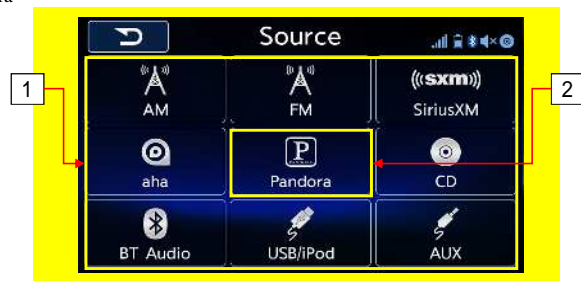 Source
1
2
AM
FM
((sxm))
SiriusXM
aha
P
Pandora
CD
BT Audio
USB/iPod
AUX